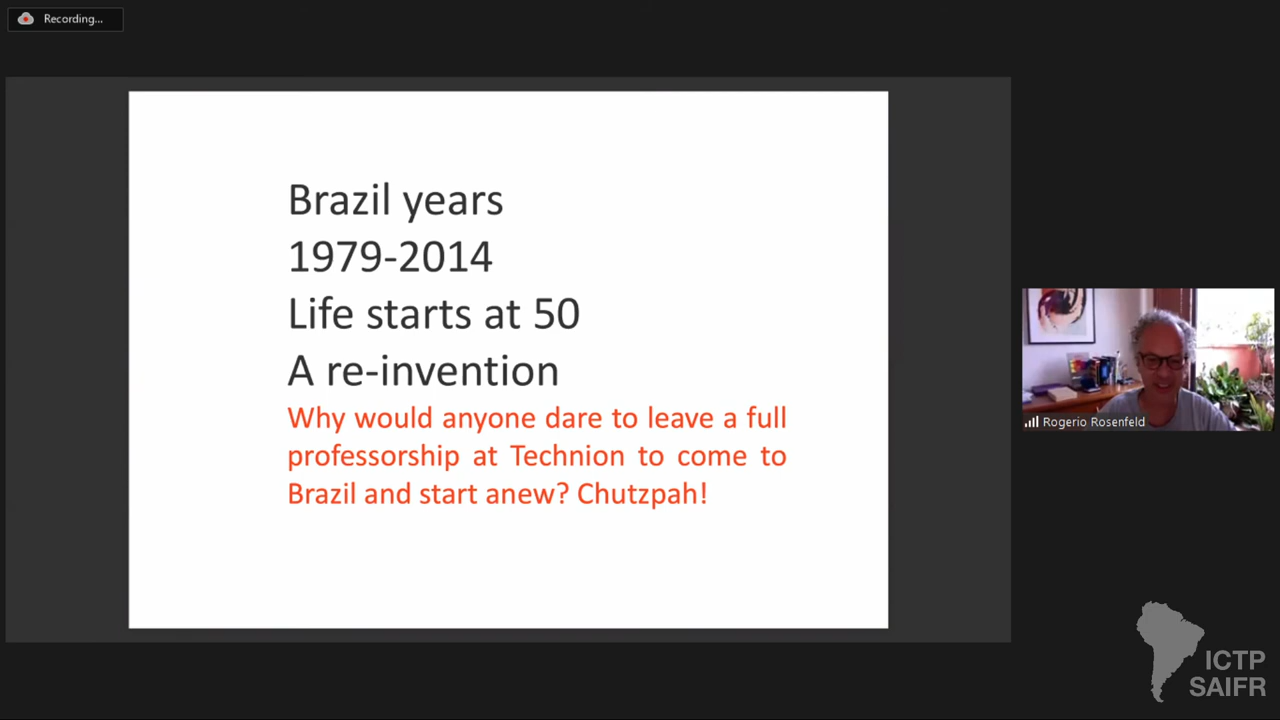 Recording...
Brazil years
1979-2014
Life starts at 50
A re-invention
Why would anyone dare to leave a full
professorship at Technion to come to
Brazil and start anew? Chutzpah!
Rogerio Rosenfeld
ICTP
SAIFR